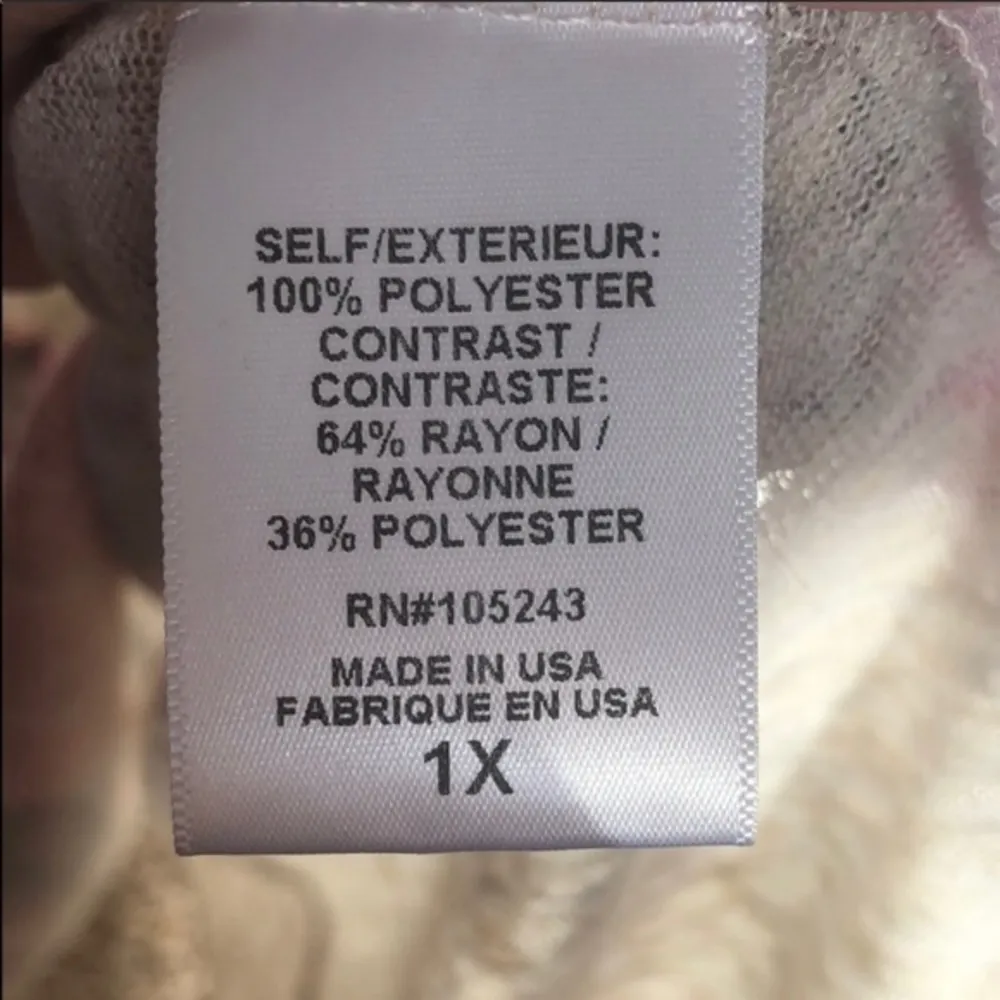 SELF/EXTERIEUR:
100% POLYESTER
CONTRAST /
CONTRASTE:
64% RAYON /
RAYONNE
36% POLYESTER
RN#105243
MADE IN USA
FABRIQUE EN USA
1X